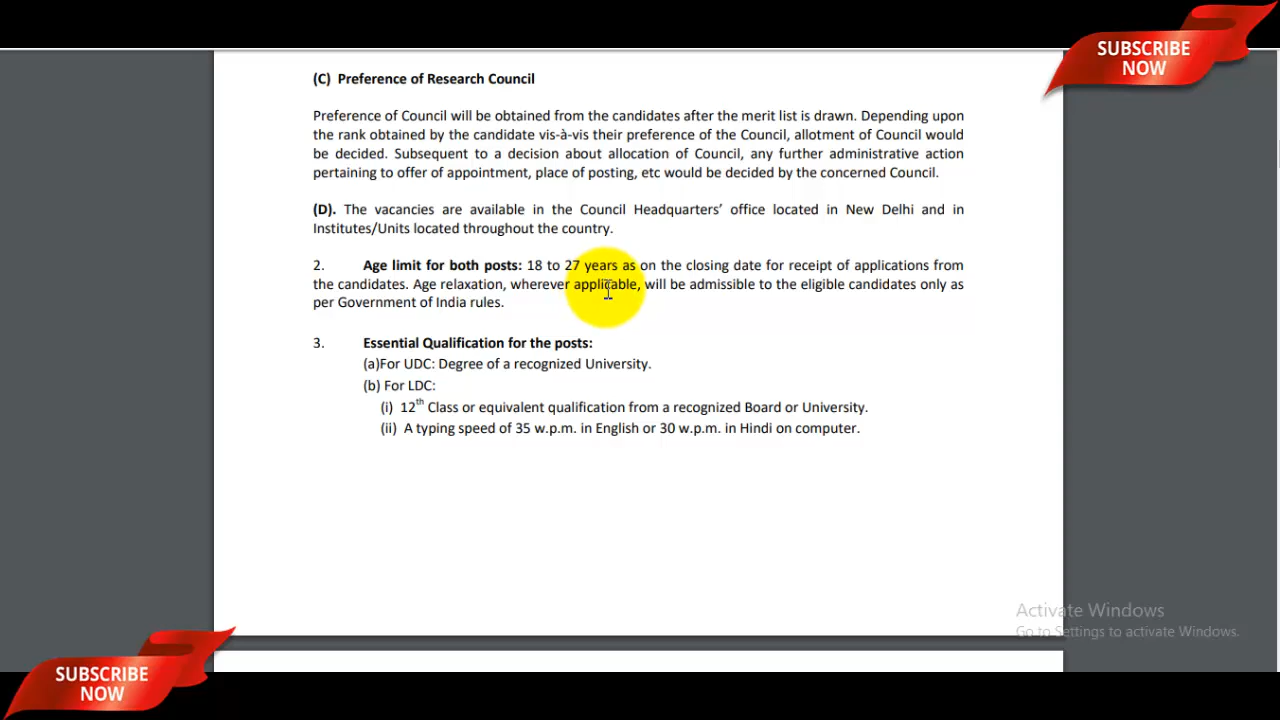 SUBSCRIBE
NOW
(C) Preference of Research Council
Preference of Council will be obtained from the candidates after the merit list is drawn. Depending upon
the rank obtained by the candidate vis-à-vis their preference of the Council, allotment of Council would
be decided. Subsequent to a decision about allocation of Council, any further administrative action
pertaining to offer of appointment, place of posting, etc would be decided by the concerned Council.
(D). The vacancies are available in the Council Headquarters’ office located in New Delhi and in
Institutes/Units located throughout the country.
2. Age limit for both posts: 18 to 27 years as on the closing date for receipt of applications from
the candidates. Age relaxation, wherever applicable, will be admissible to the eligible candidates only as
per Government of India rules.
3. Essential Qualification for the posts:
(a)For UDC: Degree of a recognized University.
(b) For LDC:
(i) 12th Class or equivalent qualification from a recognized Board or University.
(ii) A typing speed of 35 w.p.m. in English or 30 w.p.m. in Hindi on computer.
Activate Windows
Go to Settings to activate Windows.
SUBSCRIBE
NOW